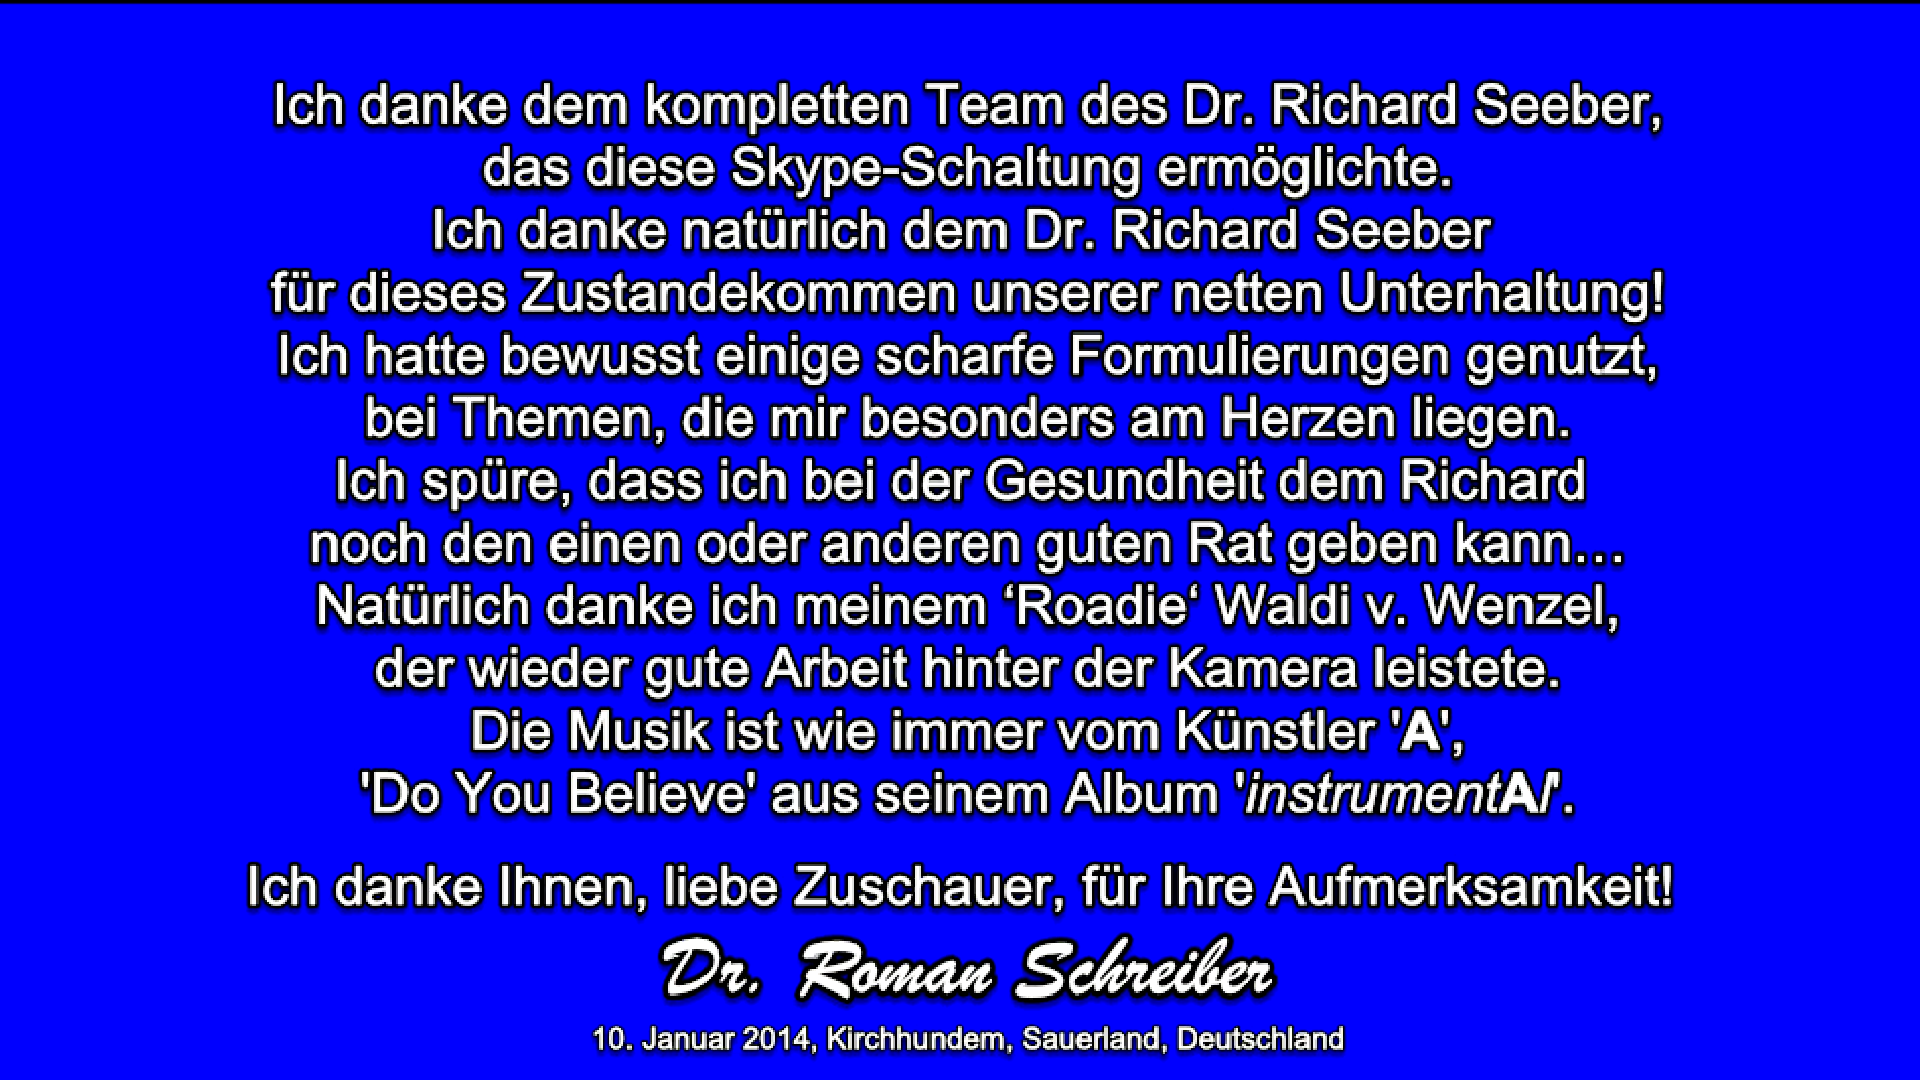 Ich danke dem kompletten Team des Dr. Richard Seeber,
das diese Skype-Schaltung ermöglichte.
Ich danke natürlich dem Dr. Richard Seeber
für dieses Zustandekommen unserer netten Unterhaltung!
Ich hatte bewusst einige scharfe Formulierungen genutzt,
bei Themen, die mir besonders am Herzen liegen.
Ich spüre, dass ich bei der Gesundheit dem Richard
noch den einen oder anderen guten Rat geben kann…
Natürlich danke ich meinem ‘Roadie‘ Waldi v. Wenzel,
der wieder gute Arbeit hinter der Kamera leistete.
Die Musik ist wie immer vom Künstler 'A',
'Do You Believe' aus seinem Album 'instrumentAl'.
Ich danke Ihnen, liebe Zuschauer, für Ihre Aufmerksamkeit!
Dr. Roman Schreiber
10. Januar 2014, Kirchhundem, Sauerland, Deutschland